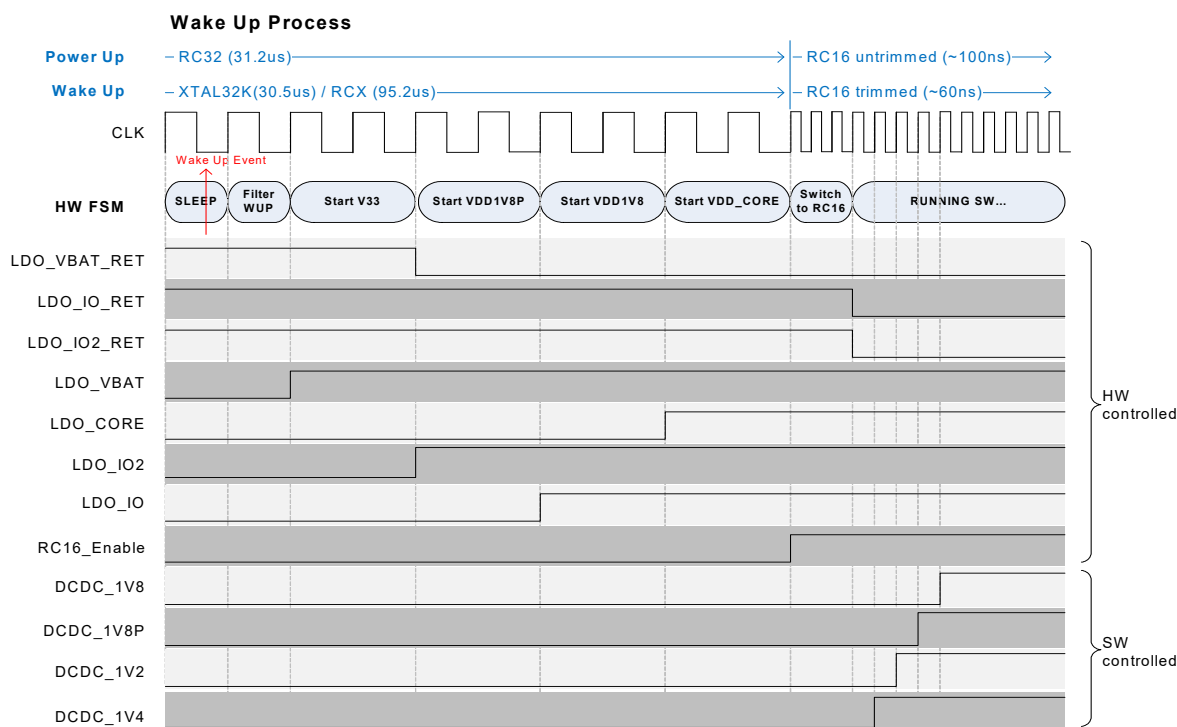 Wake Up Process
Power Up
RC32 (31.2us)
RC16 untrimmed (~100ns)
Wake Up
XTAL32K(30.5us) / RCX (95.2us)
RC16 trimmed (~60ns)
CLK
Wake Up Event
HW FSM
SLEEP
Filter
WUP
Start V33
Start VDD1V8P
Start VDD1V8
Start VDD_CORE
Switch
to RC16
RUNNING SW...
LDO_VBAT_RET
LDO_IO_RET
LDO_IO2_RET
LDO_VBAT
LDO_CORE
LDO_IO2
LDO_IO
RC16_Enable
HW
controlled
DCDC_1V8
DCDC_1V8P
DCDC_1V2
DCDC_1V4
SW
controlled